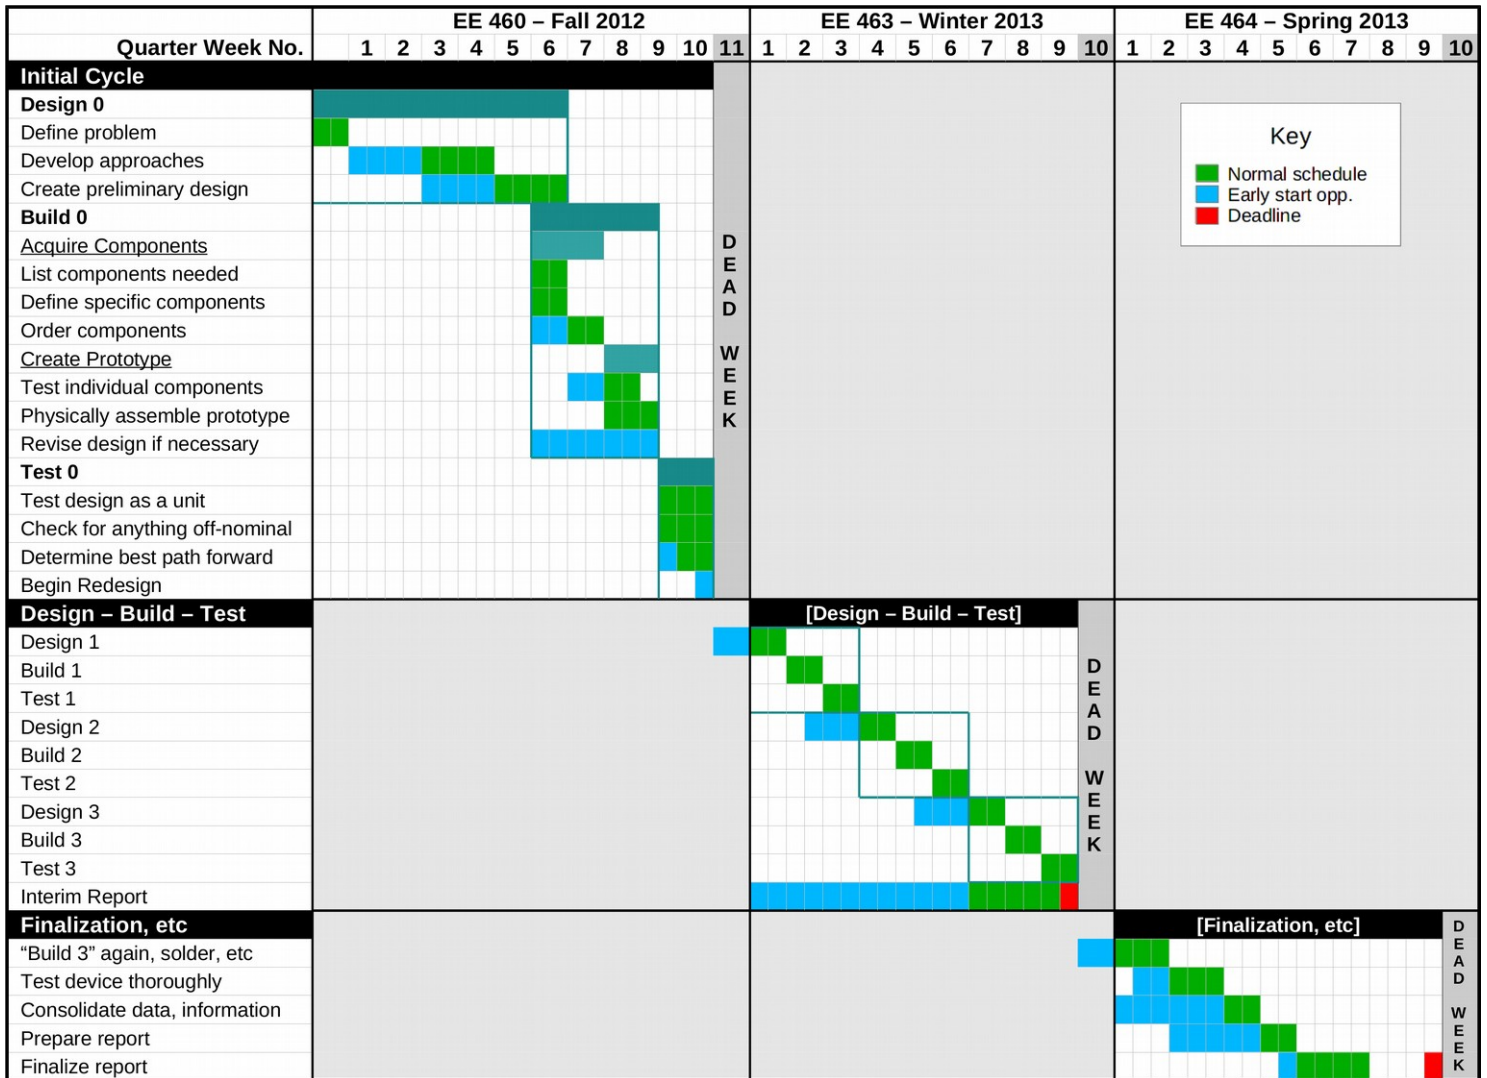 EE 460 – Fall 2012 EE 463 – Winter 2013 EE 464 – Spring 2013
Quarter Week No. 1 2 3 4 5 6 7 8 9 10 11 1 2 3 4 5 6 7 8 9 10 1 2 3 4 5 6 7 8 9 10
Initial Cycle
Design 0
Define problem
Develop approaches
Create preliminary design
Build 0
Acquire Components
List components needed
Define specific components
Order components
Create Prototype
Test individual components
Physically assemble prototype
Revise design if necessary
Test 0
Test design as a unit
Check for anything off-nominal
Determine best path forward
Begin Redesign
DEAD WEEK
Key
Normal schedule
Early start opp.
Deadline
Design – Build – Test [Design – Build – Test]
Design 1
Build 1
Test 1
Design 2
Build 2
Test 2
Design 3
Build 3
Test 3
Interim Report
DEAD WEEK
Finalization, etc [Finalization, etc]
“Build 3” again, solder, etc
Test device thoroughly
Consolidate data, information
Prepare report
Finalize report
DEAD WEEK